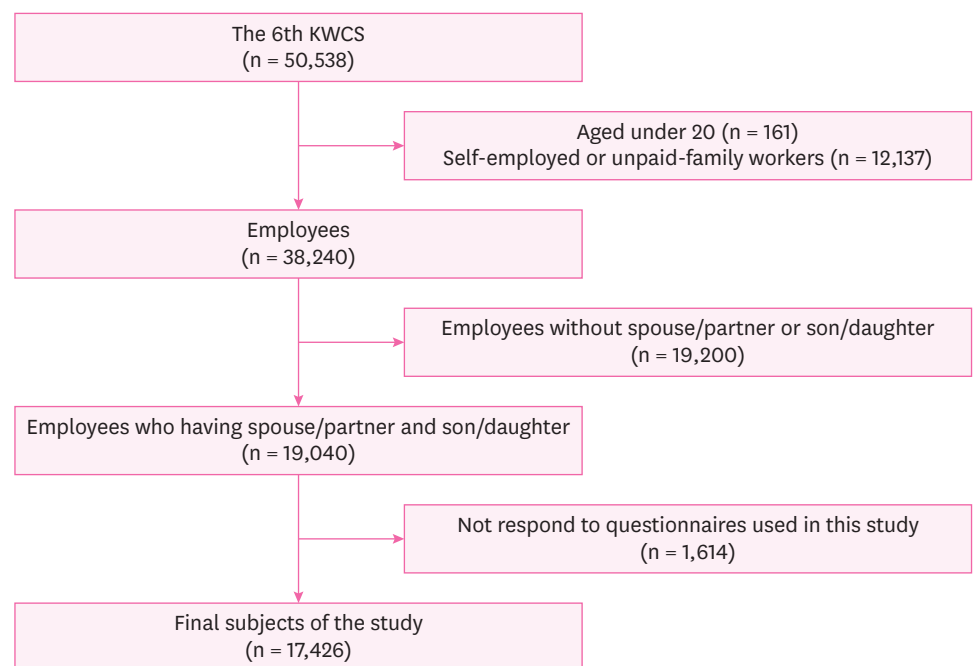 The 6th KWCS
(n = 50,538)
Aged under 20 (n = 161)
Self-employed or unpaid-family workers (n = 12,137)
Employees
(n = 38,240)
Employees without spouse/partner or son/daughter
(n = 19,200)
Employees who having spouse/partner and son/daughter
(n = 19,040)
Not respond to questionnaires used in this study
(n = 1,614)
Final subjects of the study
(n = 17,426)